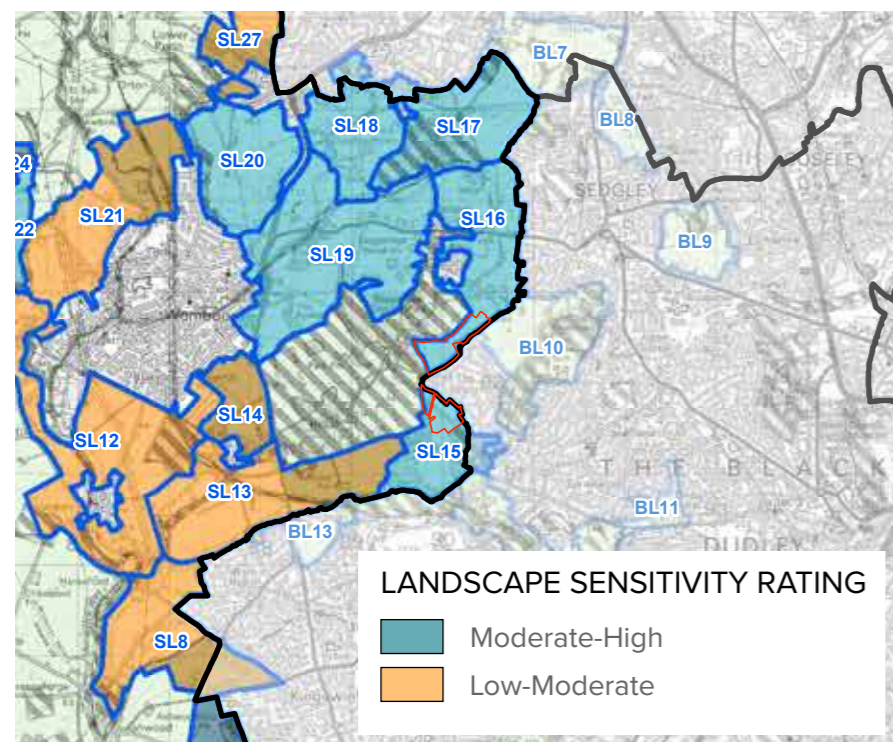 SL27
BL7
SL18
SL17
BL8
SL20
24
SEDGLEY
SL21
SL16
22
BL9
SL19
BL10
SL14
SL12
SL15
THE BLACK
SL13
BL11
BL13
DUDLEY
LANDSCAPE SENSITIVITY RATING
Moderate-High
SL8
Low-Moderate